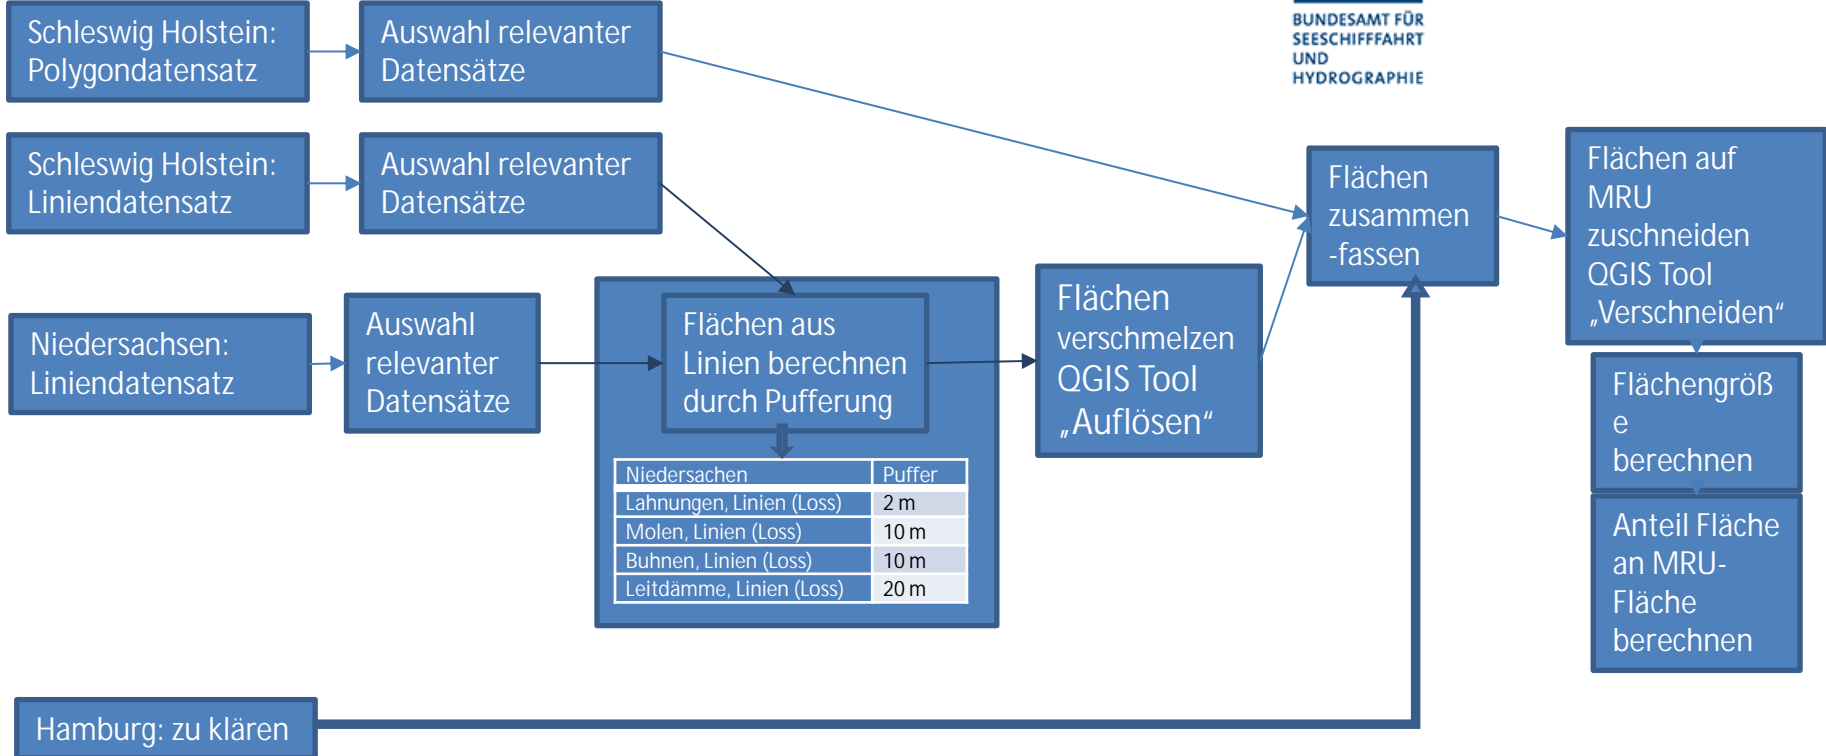 Schleswig Holstein:
Polygondatensatz
Auswahl relevanter
Datensätze
BUNDESAMT FÜR
SEESCHIFFFAHRT
UND
HYDROGRAPHIE
Schleswig Holstein:
Liniendatensatz
Auswahl relevanter
Datensätze
Niedersachsen:
Liniendatensatz
Auswahl
relevanter
Datensätze
Flächen aus
Linien berechnen
durch Pufferung
Niedersachen Puffer
Lahnungen, Linien (Loss) 2 m
Molen, Linien (Loss) 10 m
Buhnen, Linien (Loss) 10 m
Leitdämme, Linien (Loss) 20 m
Flächen
verschmelzen
QGIS Tool
„Auflösen“
Flächen
zusammen
-fassen
Flächen auf
MRU
zuschneiden
QGIS Tool
„Verschneiden“
Flächengröß
e
berechnen
Anteil Fläche
an MRU-
Fläche
berechnen
Hamburg: zu klären